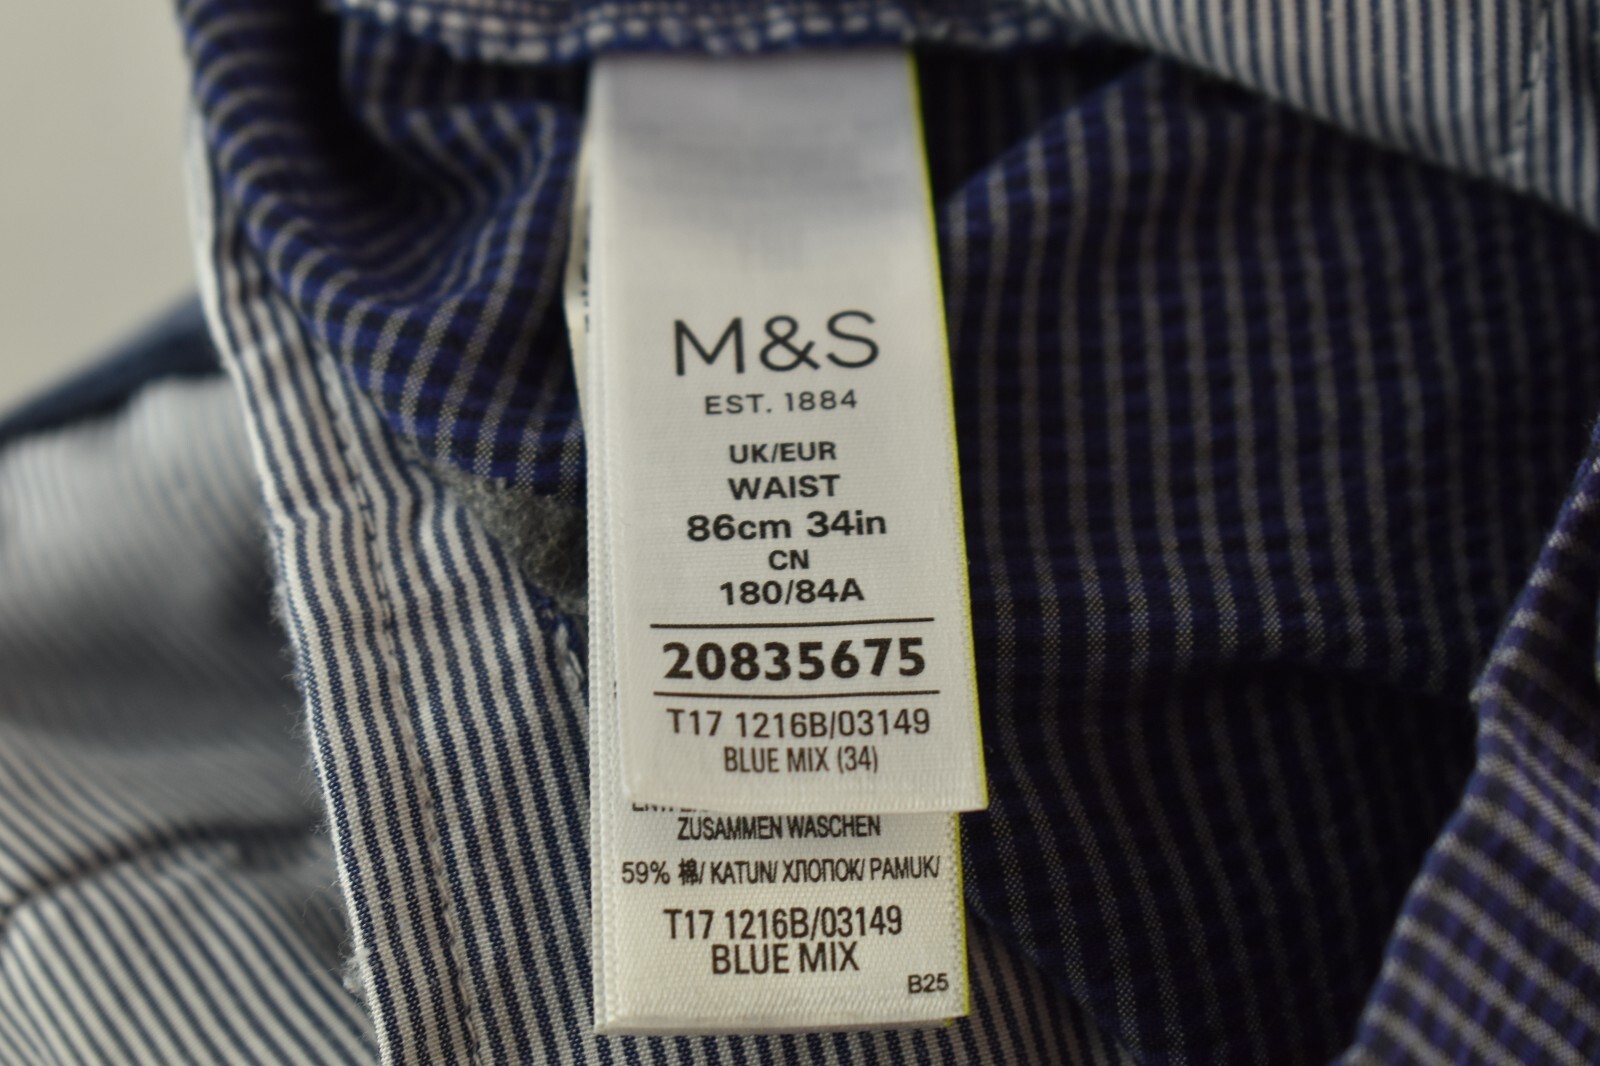 M&S
EST. 1884
UK/EUR
WAIST
86cm 34in
CN
180/84A
20835675
T17 1216B/03149
BLUE MIX (34)
ZUSAMMEN WASCHEN
59% 棉/ KATUN/ ХЛОПОК/ PAMUK/
T17 1216B/03149
BLUE MIX
B25